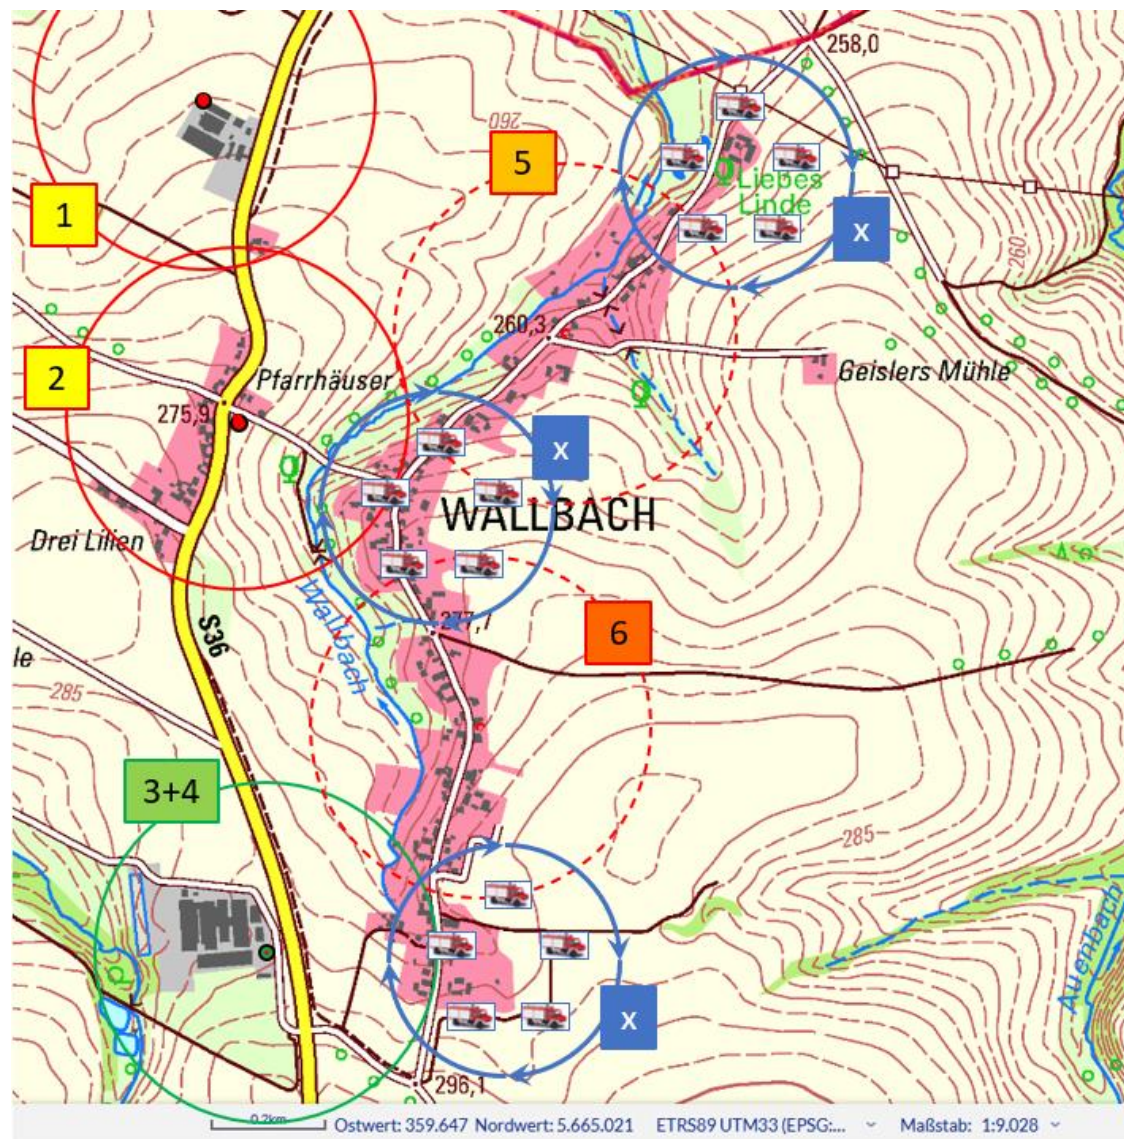 258,0
260
5
1
Liebes
Linde
X
260
260,3
2
Pfarrhäuser
Geislers Mühle
275,9
X
WALLBACH
Drei Lilien
Wallbach
277,7
6
S36
le
285
3+4
285
Auenbach
X
296,1
0.2km
Ostwert: 359.647 Nordwert: 5.665.021 ETRS89 UTM33 (EPSG:... Maßstab: 1:9.028